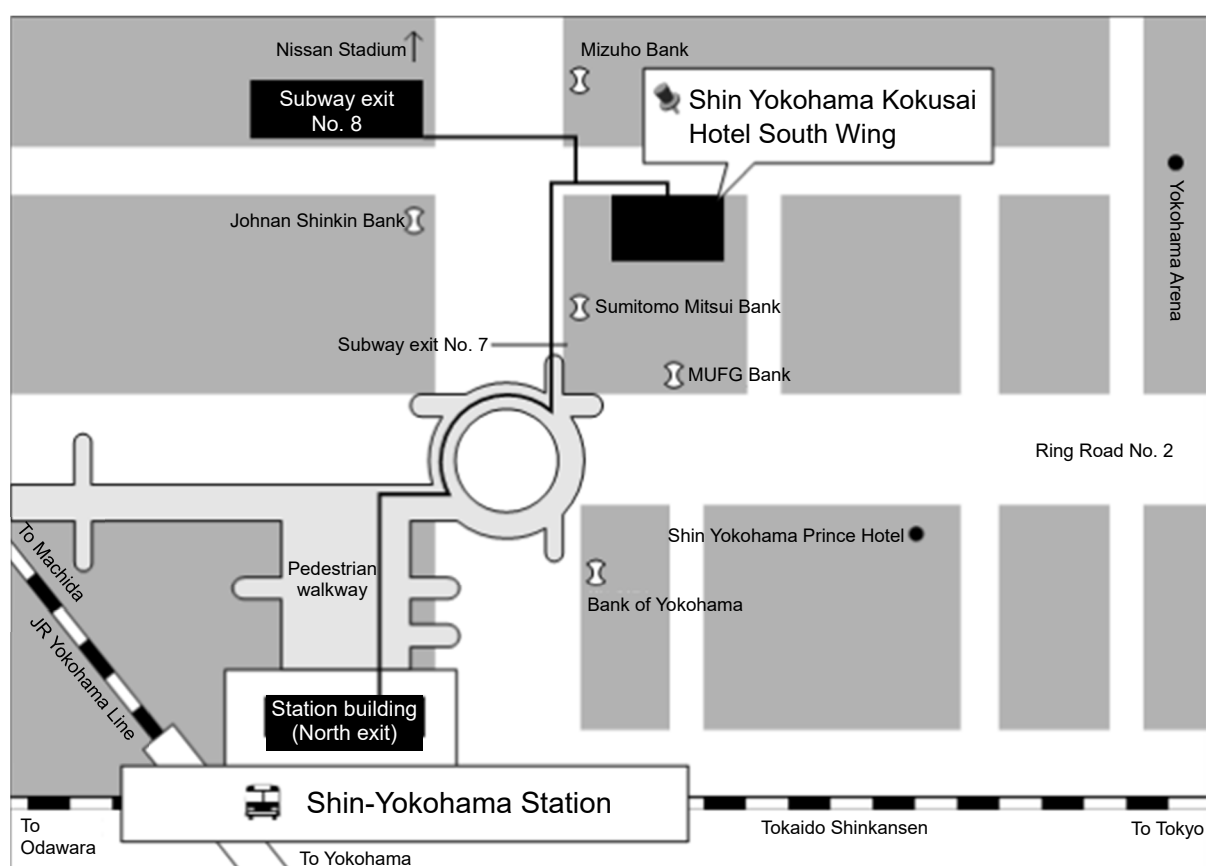 Nissan Stadium
Mizuho Bank
Subway exit
No. 8
Shin Yokohama Kokusai
Hotel South Wing
Johnan Shinkin Bank
Yokohama Arena
Sumitomo Mitsui Bank
Subway exit No. 7
MUFG Bank
Ring Road No. 2
Shin Yokohama Prince Hotel
To Machida
Pedestrian
walkway
Bank of Yokohama
JR Yokohama Line
Station building
(North exit)
Shin-Yokohama Station
To
Odawara
Tokaido Shinkansen
To Tokyo
To Yokohama